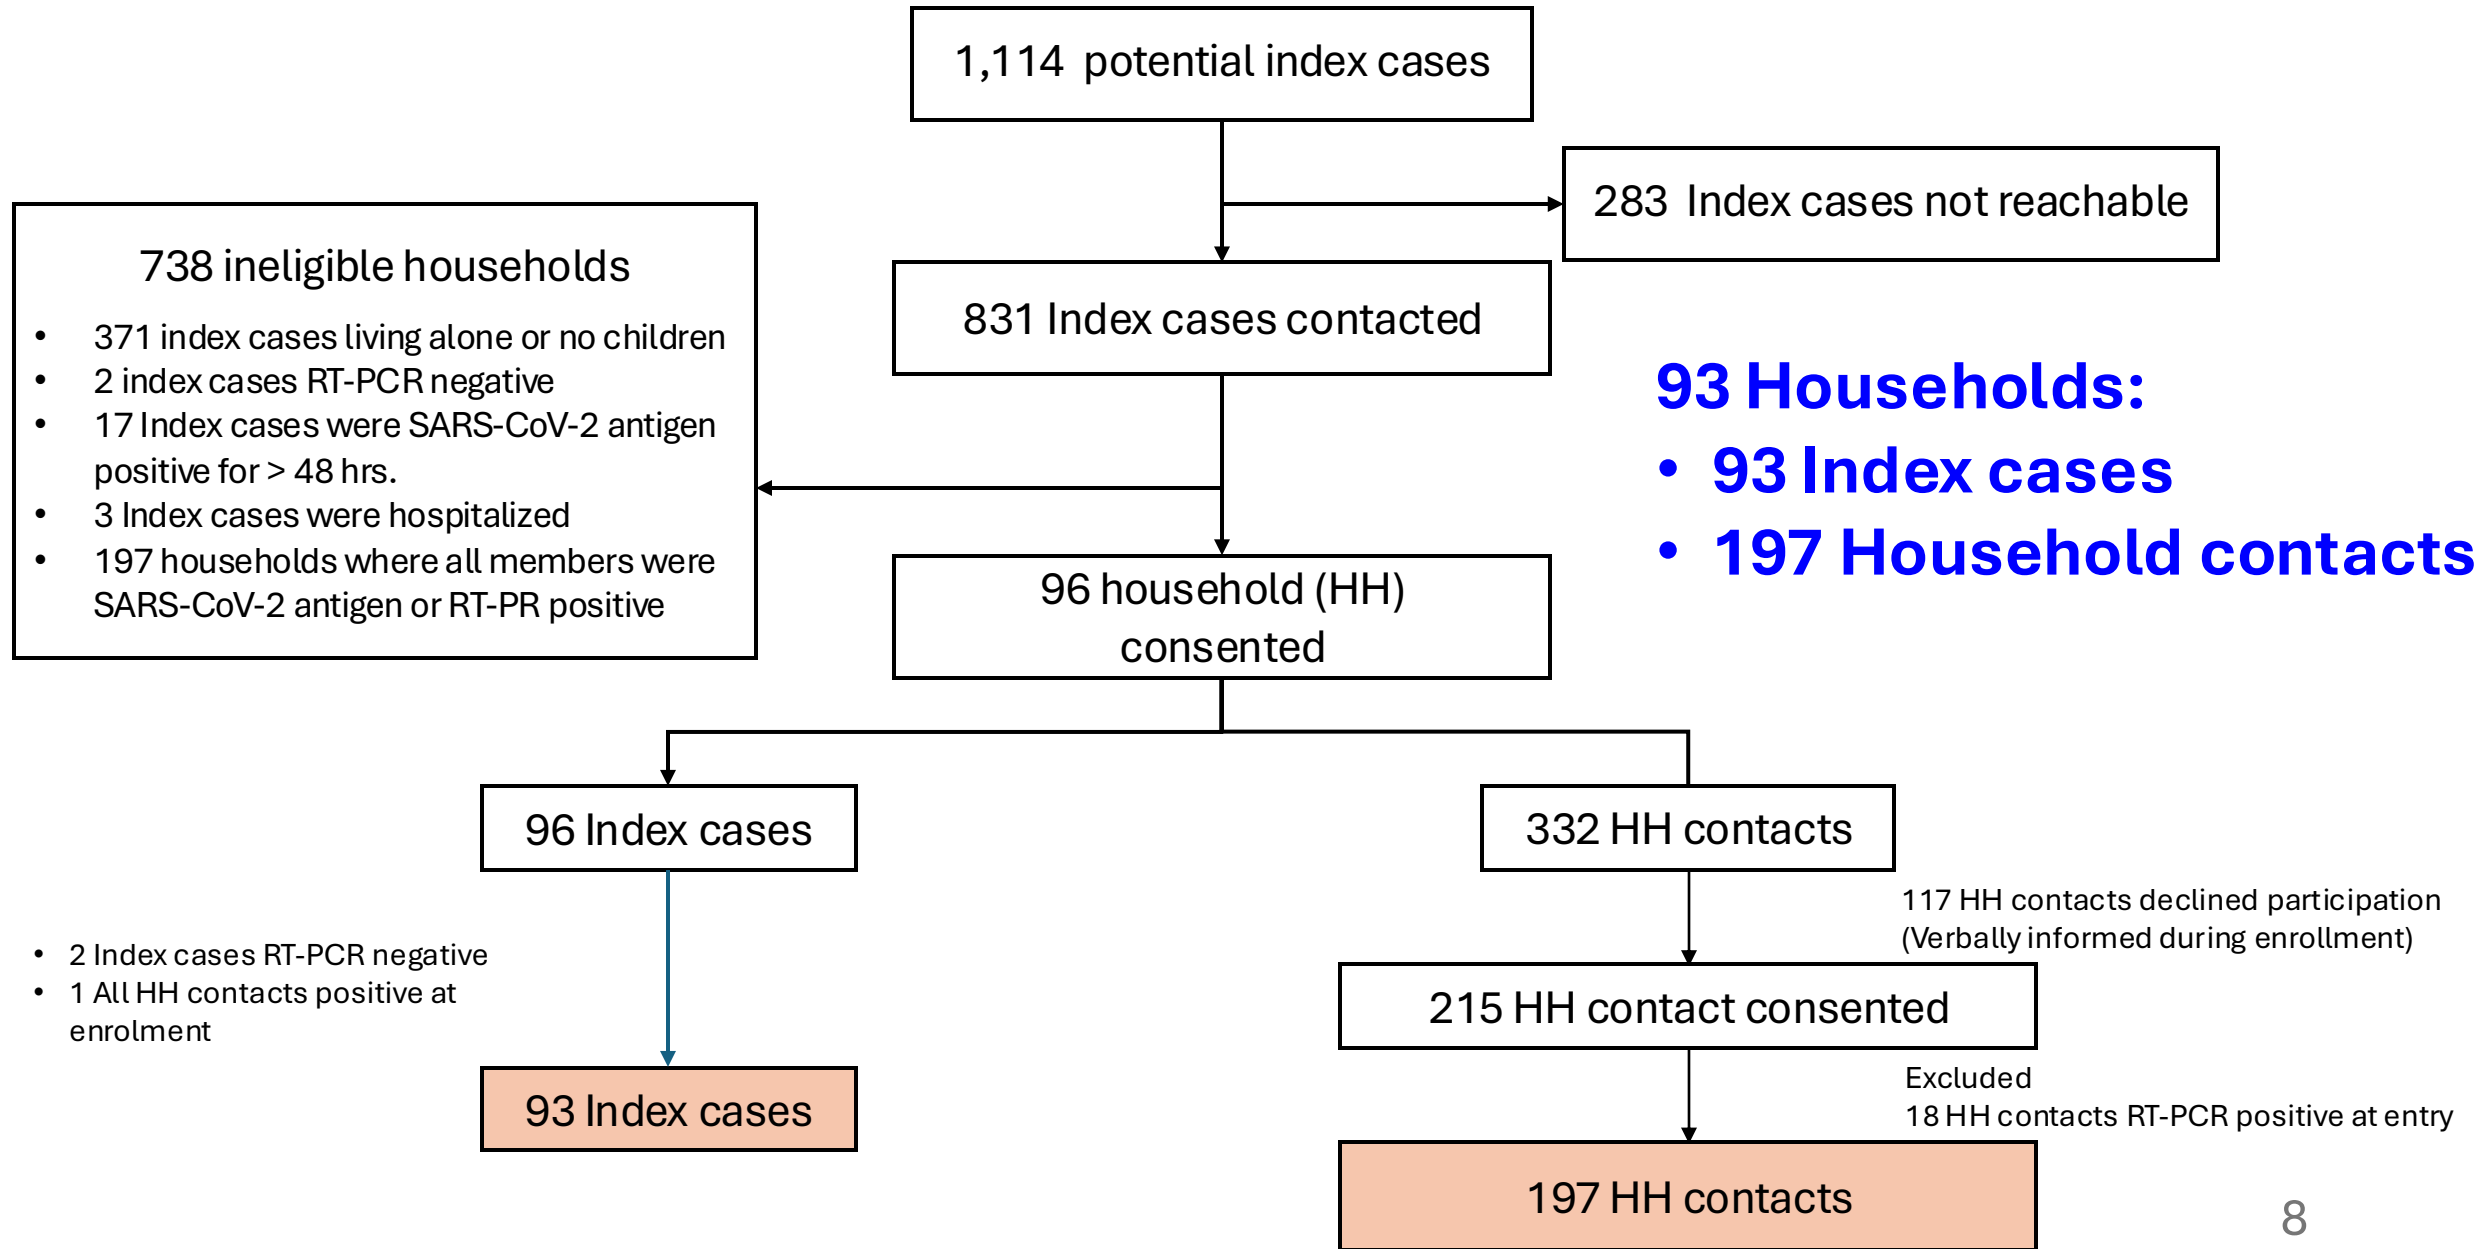 1,114 potential index cases
283 Index cases not reachable
738 ineligible households
• 371 index cases living alone or no children
• 2 index cases RT-PCR negative
• 17 Index cases were SARS-CoV-2 antigen
positive for > 48 hrs.
• 3 Index cases were hospitalized
• 197 households where all members were
SARS-CoV-2 antigen or RT-PR positive
831 Index cases contacted
93 Households:
• 93 Index cases
• 197 Household contacts
96 household (HH)
consented
96 Index cases
332 HH contacts
• 2 Index cases RT-PCR negative
• 1 All HH contacts positive at
enrolment
117 HH contacts declined participation
(Verbally informed during enrollment)
215 HH contact consented
93 Index cases
Excluded
18 HH contacts RT-PCR positive at entry
197 HH contacts
8